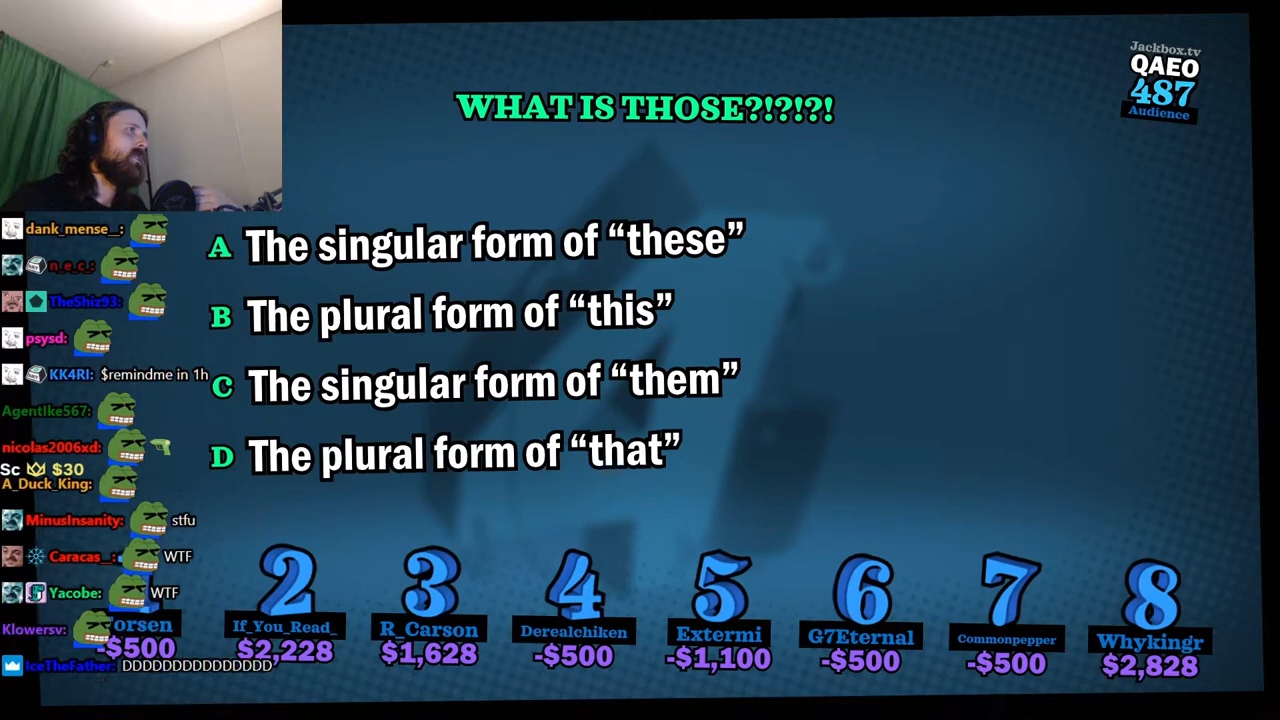 Jackbox.tv
QAEO
487
Audience
WHAT IS THOSE?!?!?!
A The singular form of “these”
B The plural form of “this”
C The singular form of “them”
D The plural form of “that”
dank_mense_:
n_e_c_:
TheShiz93:
psysd:
KK4RI: $remindme in 1h
AgentIke567:
nicolas2006xd:
Sc $30
A_Duck_King:
MinusInsanity: stfu
Caracas_: WTF
Yacobe: WTF
Klowersv:
IceTheFather: DDDDDDDDDDDDDDD
2 3 4 5 6 7 8
orsen If_You_Read_ R_Carson Derealchiken Extermi G7Eternal Commonpepper Whykingr
-$500 $2,228 $1,628 -$500 -$1,100 -$500 -$500 $2,828